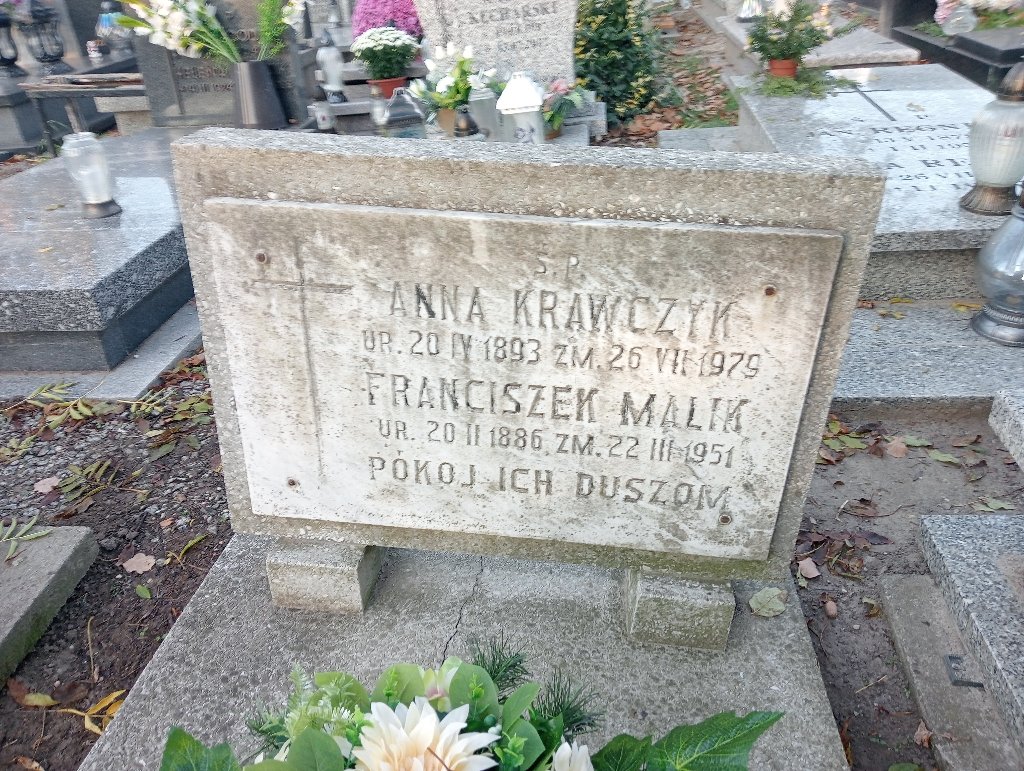 Ś.P.
ANNA KRAWCZYK
UR. 20 IV 1893 ZM. 26 VII 1979
FRANCISZEK MALIK
UR. 20 II 1886. ZM. 22 III 1951
POKOJ ICH DUSZOM